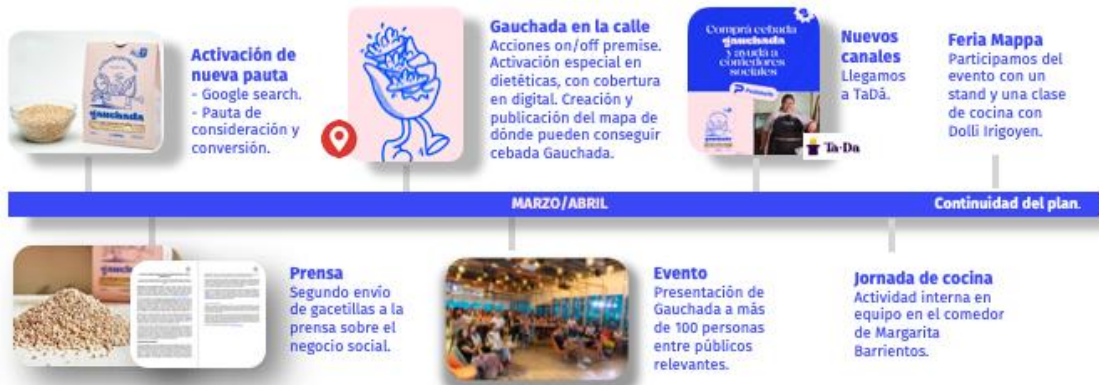 Activación de
nueva pauta
- Google search.
- Pauta de
consideración y
conversión.
gauchada
Gauchada en la calle
Acciones on/off premise.
Activación especial en
dietéticas, con cobertura
en digital. Creación y
publicación del mapa de
dónde pueden conseguir
cebada Gauchada.
Comprá cebada
gauchada
y ayudá a
comedores
sociales
Ta·Da
Nuevos
canales
Llegamos
a TaDá.
Feria Mappa
Participamos del
evento con un
stand y una clase
de cocina con
Dolli Irigoyen.
MARZO/ABRIL
Continuidad del plan.
Prensa
Segundo envío
de gacetillas a la
prensa sobre el
negocio social.
Evento
Presentación de
Gauchada a más
de 100 personas
entre públicos
relevantes.
Jornada de cocina
Actividad interna en
equipo en el comedor
de Margarita
Barrientos.